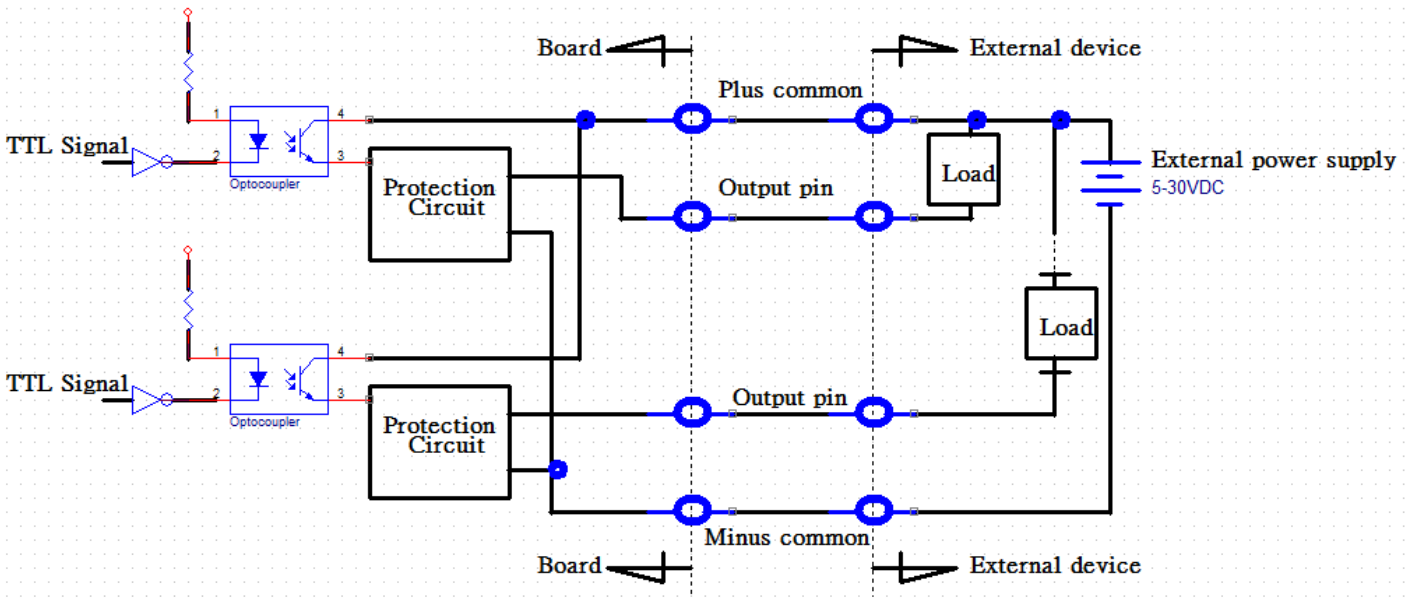 Board
External device
Plus common
1
4
TTL Signal
2
3
Optocoupler
Protection
Circuit
Output pin
Load
External power supply
5-30VDC
Load
1
4
TTL Signal
2
3
Optocoupler
Protection
Circuit
Output pin
Minus common
Board
External device